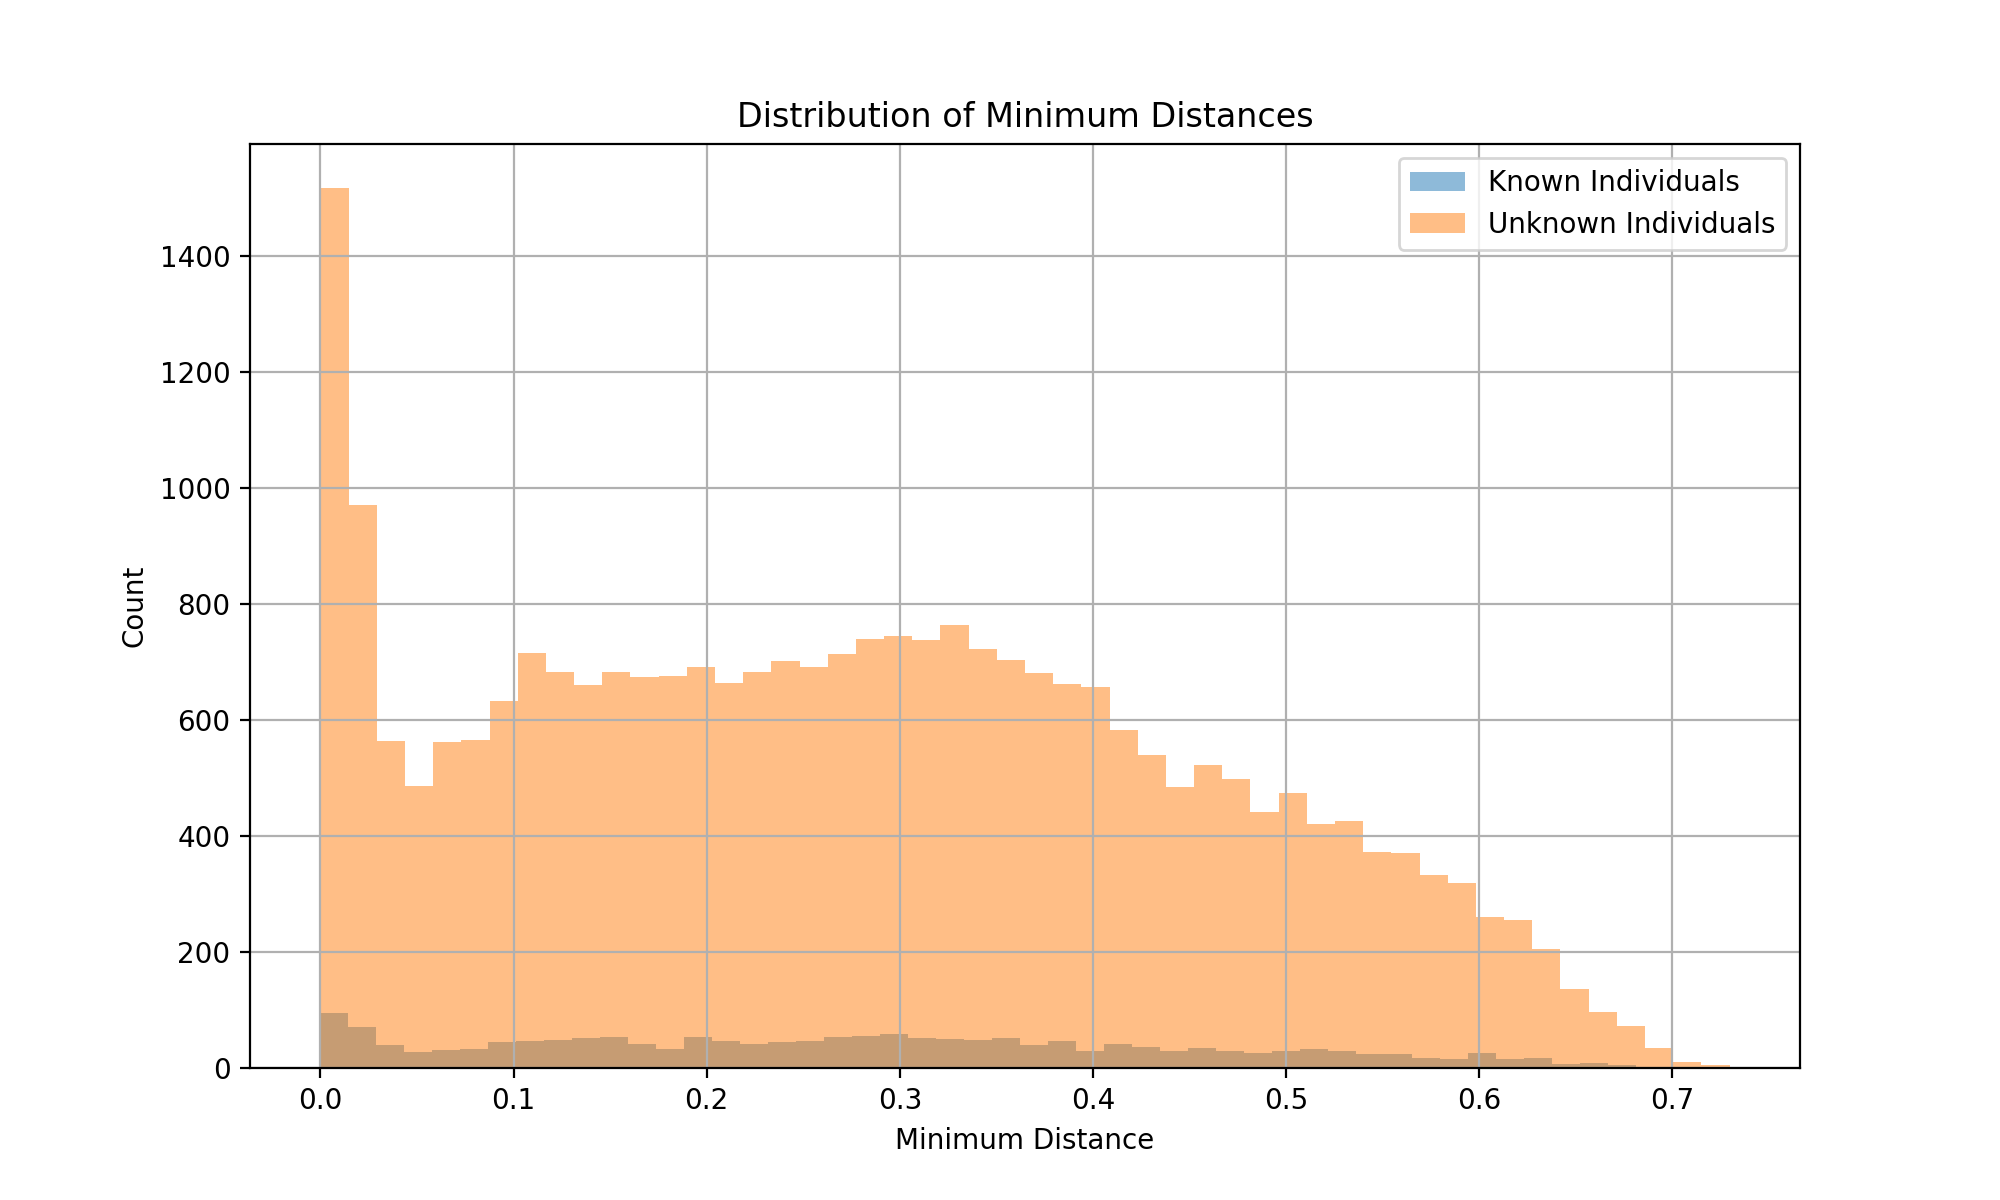 Distribution of Minimum Distances
Known Individuals
Unknown Individuals
1400
1200
1000
800
600
400
200
0
Count
0.0 0.1 0.2 0.3 0.4 0.5 0.6 0.7
Minimum Distance